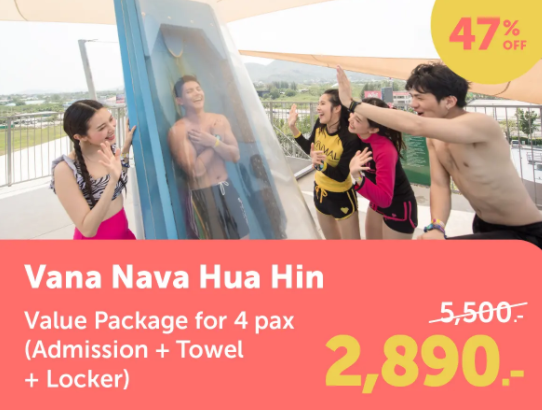 47% OFF
Vana Nava Hua Hin
Value Package for 4 pax
(Admission + Towel
+ Locker)
5,500.-
2,890.-